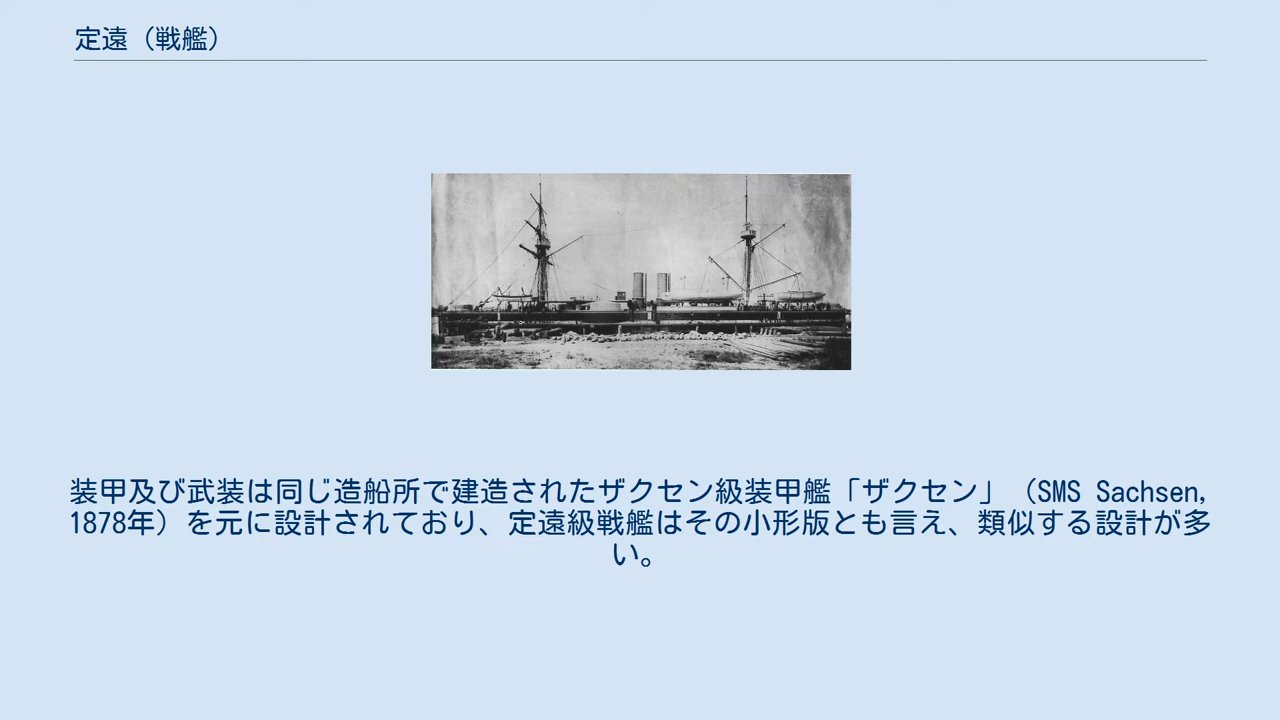 定遠（戦艦）
装甲及び武装は同じ造船所で建造されたザクセン級装甲艦「ザクセン」（SMS Sachsen,
1878年）を元に設計されており、定遠級戦艦はその小形版とも言え、類似する設計が多
い。